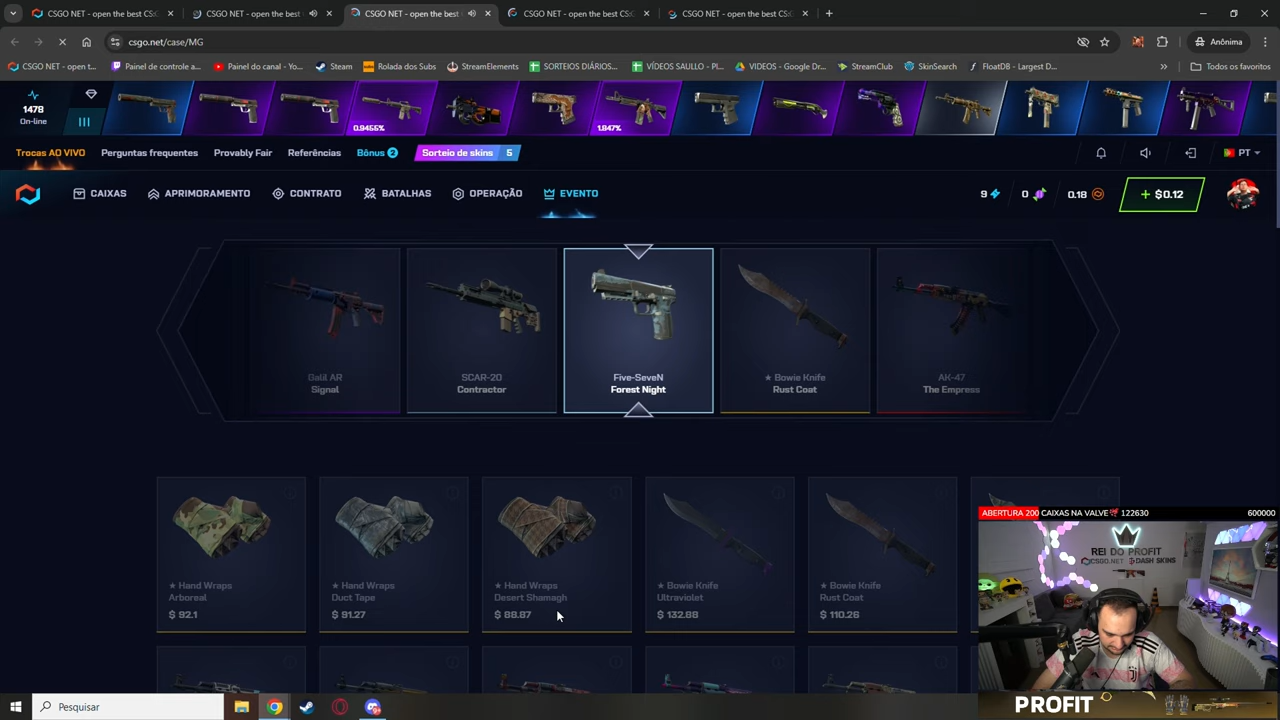 CSGO NET - open the best
CSGO NET - open the best
CSGO NET - open the best
CSGO NET - open the best CS:
CSGO NET - open the best CS:G
csgo.net/case/MG
Anônima
CSGO NET - open t...
Painel de controle a...
Painel do canal - Yo...
Steam
Rolada dos Subs
StreamElements
SORTEIOS DIÁRIOS...
VÍDEOS SAULLO - PL...
VIDEOS - Google Dr...
StreamClub
SkinSearch
FloatDB - Largest D...
Todos os favoritos
1478
On-line
0.9455%
1.847%
Trocas AO VIVO
Perguntas frequentes
Provably Fair
Referências
Bônus 2
Sorteio de skins 5
PT
CAIXAS
APRIMORAMENTO
CONTRATO
BATALHAS
OPERAÇÃO
EVENTO
9
0
0.18
+ $0.12
Galil AR
Signal
SCAR-20
Contractor
Five-SeveN
Forest Night
★ Bowie Knife
Rust Coat
AK-47
The Empress
★ Hand Wraps
Arboreal
$ 92.1
★ Hand Wraps
Duct Tape
$ 91.27
★ Hand Wraps
Desert Shamagh
$ 88.87
★ Bowie Knife
Ultraviolet
$ 132.88
★ Bowie Knife
Rust Coat
$ 110.26
ABERTURA 200 CAIXAS NA VALVE 122630
600000
REI DO PROFIT
CSGO.NET
DASH SKINS
PROFIT
Pesquisar